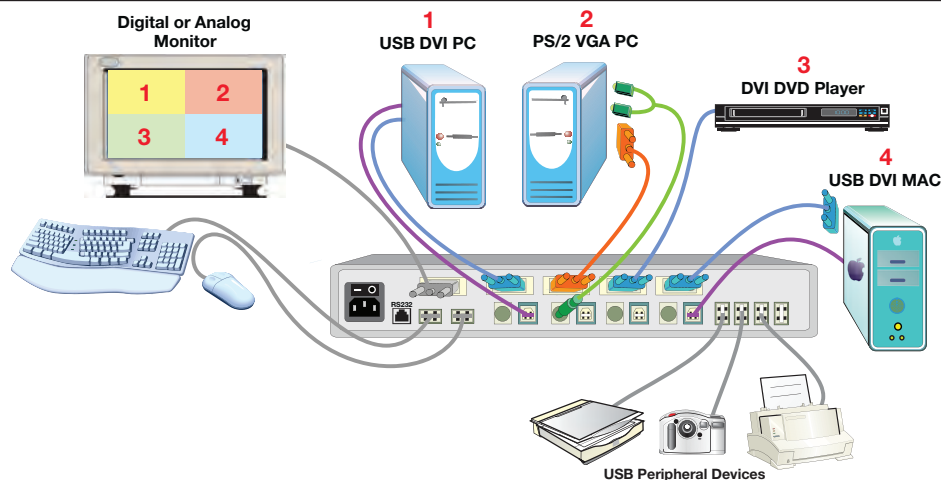 Digital or Analog
Monitor
1
USB DVI PC
2
PS/2 VGA PC
3
DVI DVD Player
4
USB DVI MAC
1
2
3
4
RS232
USB Peripheral Devices